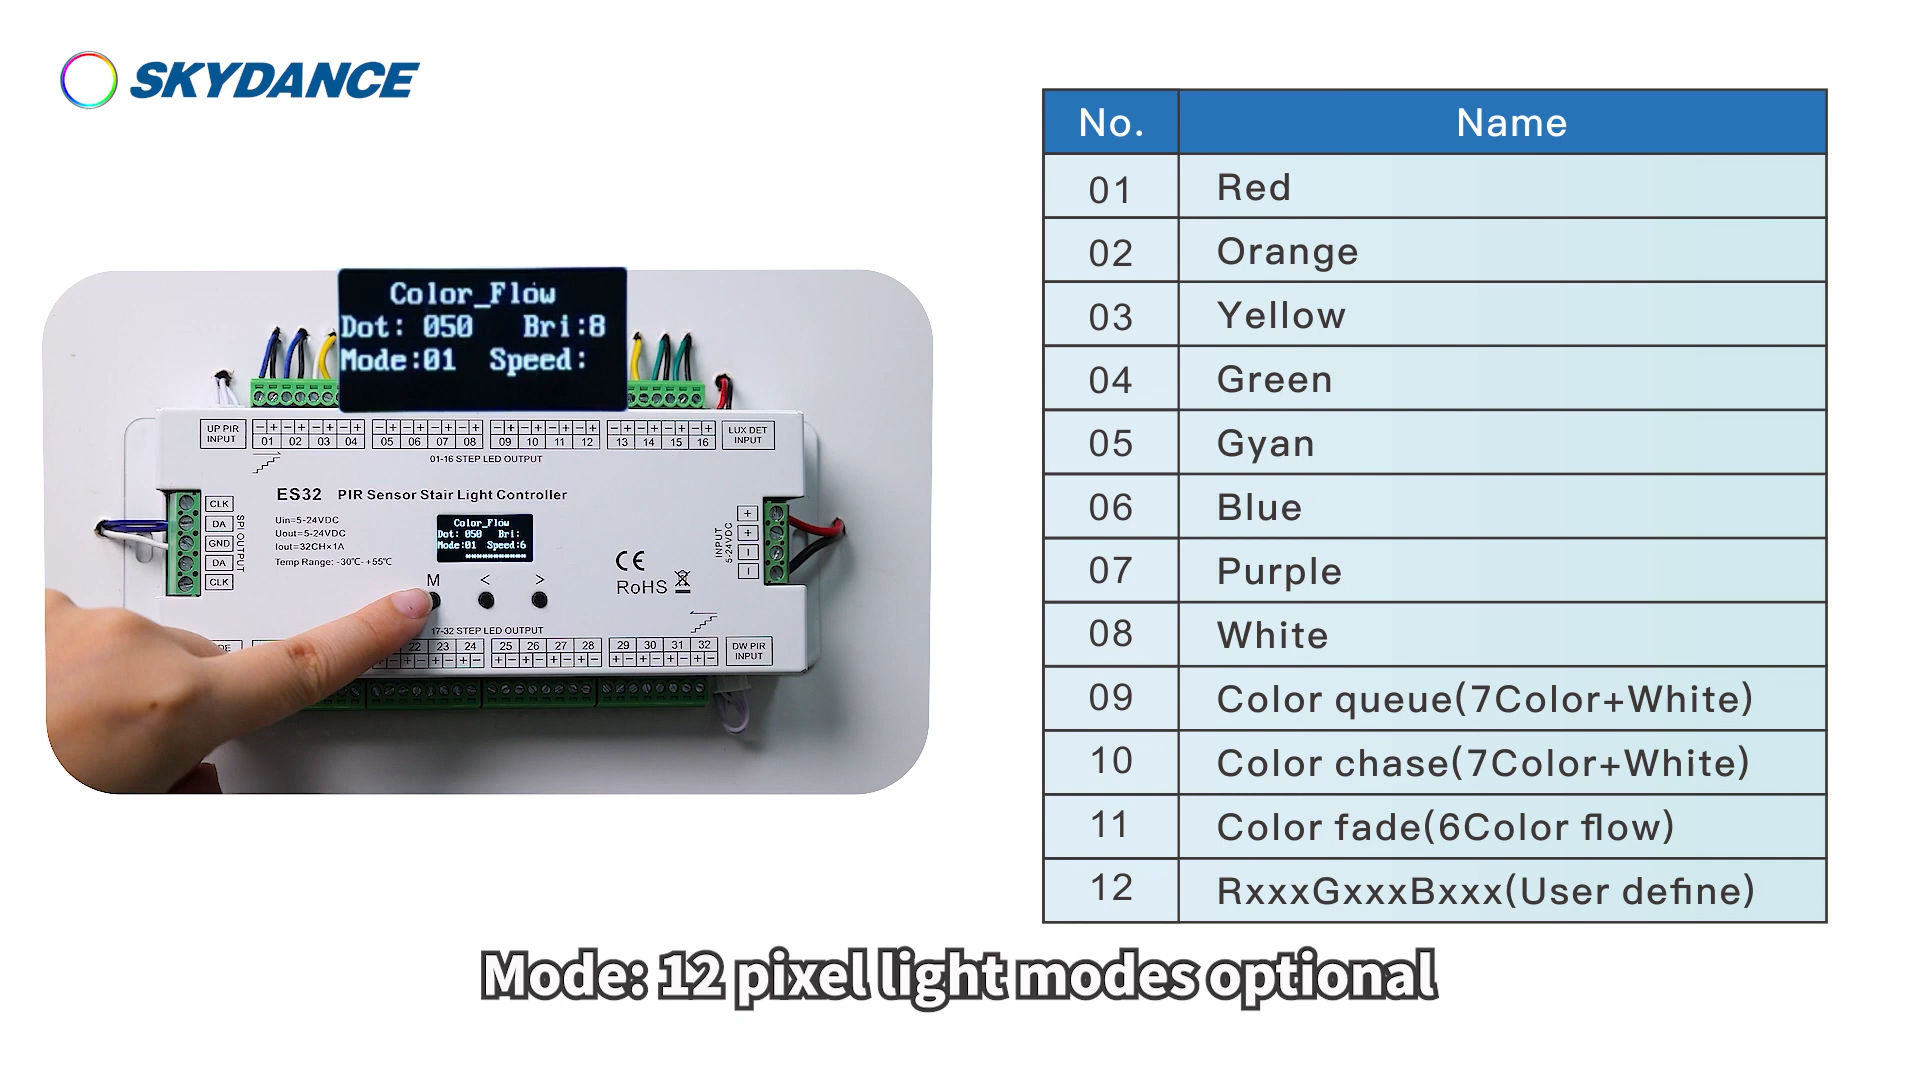 SKYDANCE
No. Name
01 Red
02 Orange
03 Yellow
04 Green
05 Gyan
06 Blue
07 Purple
08 White
09 Color queue(7Color+White)
10 Color chase(7Color+White)
11 Color fade(6Color flow)
12 RxxxGxxxBxxx(User define)
Color_Flow
Dot: 050 Bri:8
Mode:01 Speed:
UP PIR INPUT
- + - + - + - +
01 02 03 04
- + - + - + - +
05 06 07 08
- + - + - + - +
09 10 11 12
- + - + - + - +
13 14 15 16
LUX DET INPUT
01-16 STEP LED OUTPUT
ES32 PIR Sensor Stair Light Controller
CLK
DA
GND
DA
CLK
SPI OUTPUT
Uin=5-24VDC
Uout=5-24VDC
Iout=32CH×1A
Temp Range: -30℃-+55℃
Color_Flow
Dot: 050 Bri:
Mode:01 Speed:6
M < >
CE
RoHS
INPUT
5-24VDC
+
+
-
-
17-32 STEP LED OUTPUT
22 23 24
25 26 27 28
+ - + - + - + -
29 30 31 32
+ - + - + - + -
DW PIR INPUT
Mode: 12 pixel light modes optional